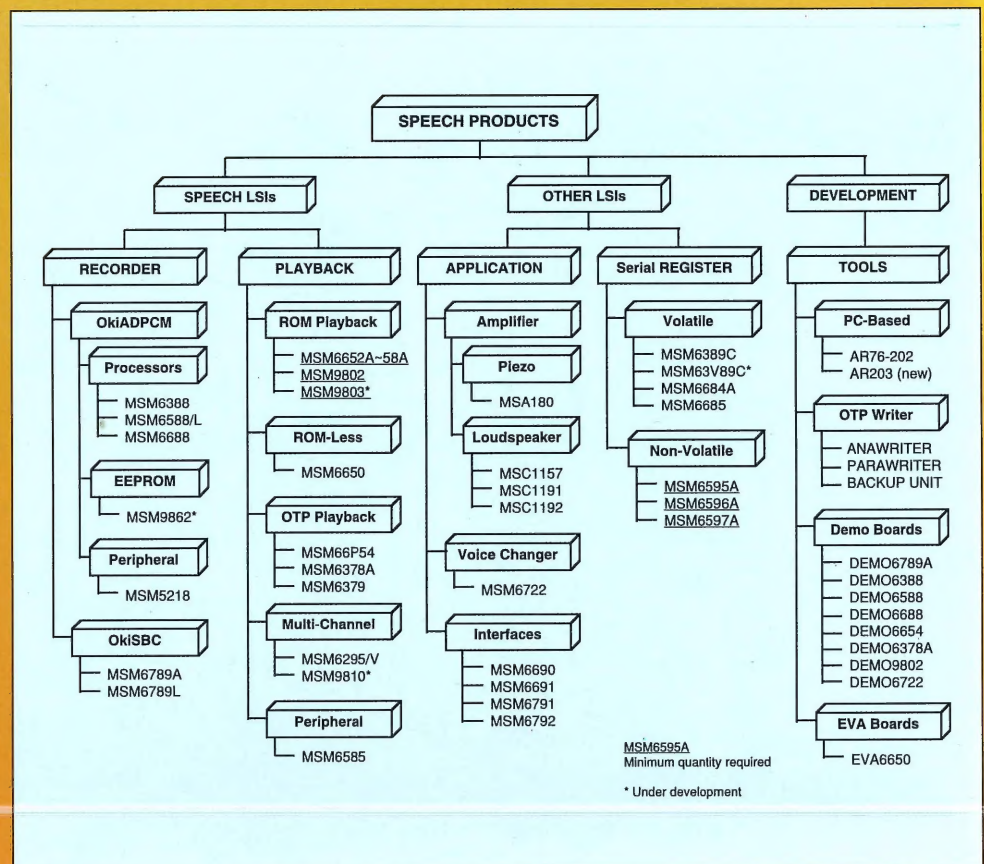 SPEECH PRODUCTS
SPEECH LSIs
OTHER LSIs
DEVELOPMENT
RECORDER
PLAYBACK
APPLICATION
Serial REGISTER
TOOLS
OkiADPCM
Processors
MSM6388
MSM6588/L
MSM6688
EEPROM
MSM9862*
Peripheral
MSM5218
OkiSBC
MSM6789A
MSM6789L
ROM Playback
MSM6652A~58A
MSM9802
MSM9803*
ROM-Less
MSM6650
OTP Playback
MSM66P54
MSM6378A
MSM6379
Multi-Channel
MSM6295/V
MSM9810*
Peripheral
MSM6585
Amplifier
Piezo
MSA180
Loudspeaker
MSC1157
MSC1191
MSC1192
Voice Changer
MSM6722
Interfaces
MSM6690
MSM6691
MSM6791
MSM6792
Volatile
MSM6389C
MSM63V89C*
MSM6684A
MSM6685
Non-Volatile
MSM6595A
MSM6596A
MSM6597A
PC-Based
AR76-202
AR203 (new)
OTP Writer
ANAWRITER
PARAWRITER
BACKUP UNIT
Demo Boards
DEMO6789A
DEMO6388
DEMO6588
DEMO6688
DEMO6654
DEMO6378A
DEMO9802
DEMO6722
EVA Boards
EVA6650
MSM6595A
Minimum quantity required
* Under development